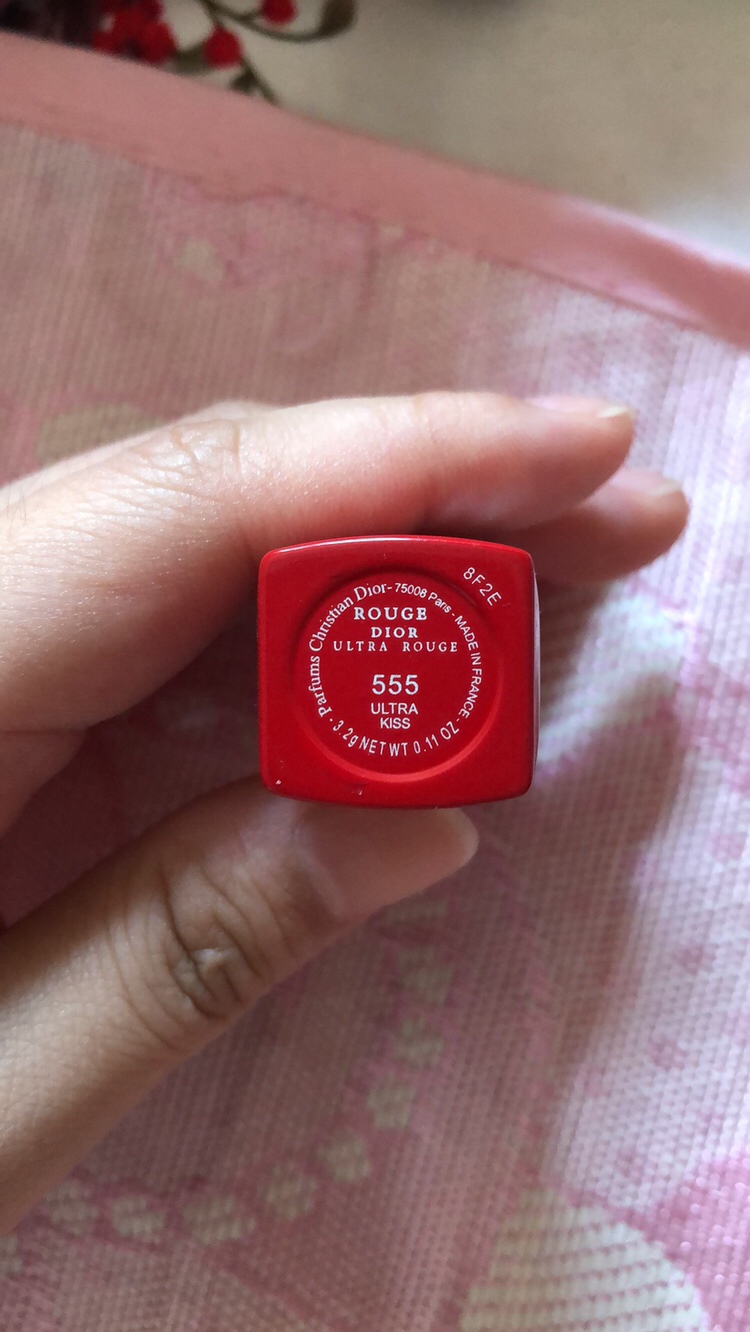 Parfums Christian Dior - 75008 Paris - MADE IN FRANCE -
8F2E
ROUGE
DIOR
ULTRA ROUGE
555
ULTRA
KISS
3.2g NET WT 0.11 OZ -